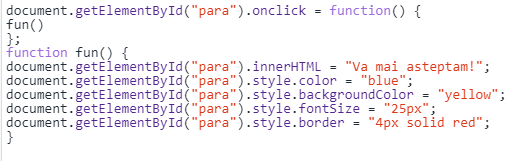 document.getElementById("para").onclick = function() {
fun()
};
function fun() {
document.getElementById("para").innerHTML = "Va mai asteptam!";
document.getElementById("para").style.color = "blue";
document.getElementById("para").style.backgroundColor = "yellow";
document.getElementById("para").style.fontSize = "25px";
document.getElementById("para").style.border = "4px solid red";
}